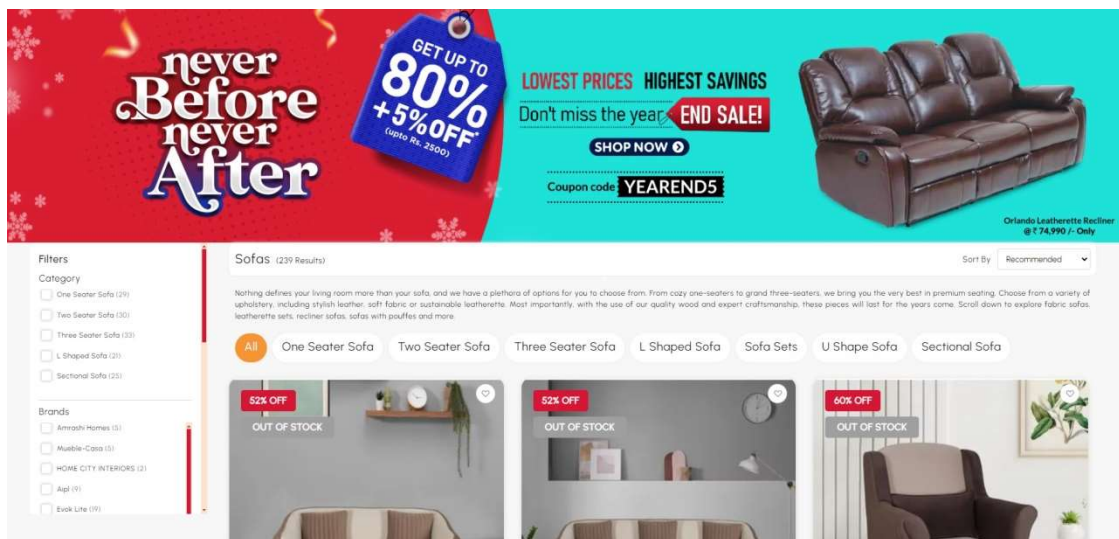 never
Before
never
After
GET UP TO
80%
+5%OFF*
(upto Rs. 2500)
LOWEST PRICES HIGHEST SAVINGS
Don't miss the year END SALE!
SHOP NOW
Coupon code YEAREND5
Orlando Leatherette Recliner
@ ₹ 74,990 /- Only
Filters
Category
One Seater Sofa (29)
Two Seater Sofa (30)
Three Seater Sofa (33)
L Shaped Sofa (21)
Sectional Sofa (25)
Brands
Amrashi Homes (5)
Mueble-Casa (5)
HOME CITY INTERIORS (2)
Aipl (9)
Evok Lite (19)
Sofas (239 Results)
Sort By Recommended
Nothing defines your living room more than your sofa, and we have a plethora of options for you to choose from. From cozy one-seaters to grand three-seaters, we bring you the very best in premium seating. Choose from a variety of
upholstery, including stylish leather, soft fabric or sustainable leatherette. Most importantly, with the use of our quality wood and expert craftsmanship, these pieces will last for the years come. Scroll down to explore fabric sofas,
leatherette sets, recliner sofas, sofas with pouffes and more.
All One Seater Sofa Two Seater Sofa Three Seater Sofa L Shaped Sofa Sofa Sets U Shape Sofa Sectional Sofa
52% OFF
OUT OF STOCK
52% OFF
OUT OF STOCK
60% OFF
OUT OF STOCK